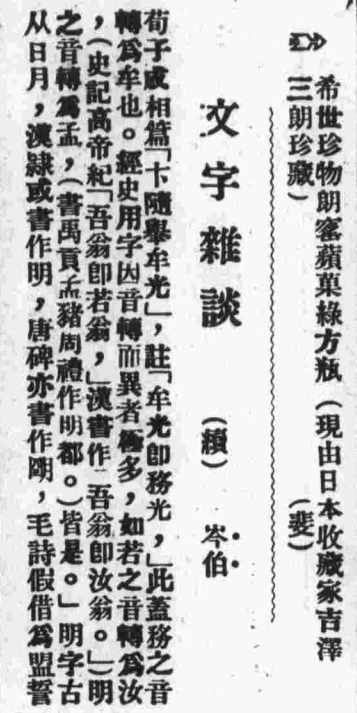 希世珍物朗窰蘋菓綠方瓶（現由日本收藏家吉澤
三朗珍藏）（斐）
文字雜談（續）岑伯
荀子成相篇「卞隨舉牟光」，註「牟光卽務光，」此蓋務之音
轉爲牟也。經史用字因音轉而異者極多，如若之音轉爲汝
，（史記高帝紀「吾翁卽若翁，」漢書作「吾翁卽汝翁。」）明
之音轉爲孟，（書禹貢孟豬周禮作明都。）皆是。」明字古
从日月，漢隸或書作明，唐碑亦書作朙，毛詩假借爲盟誓